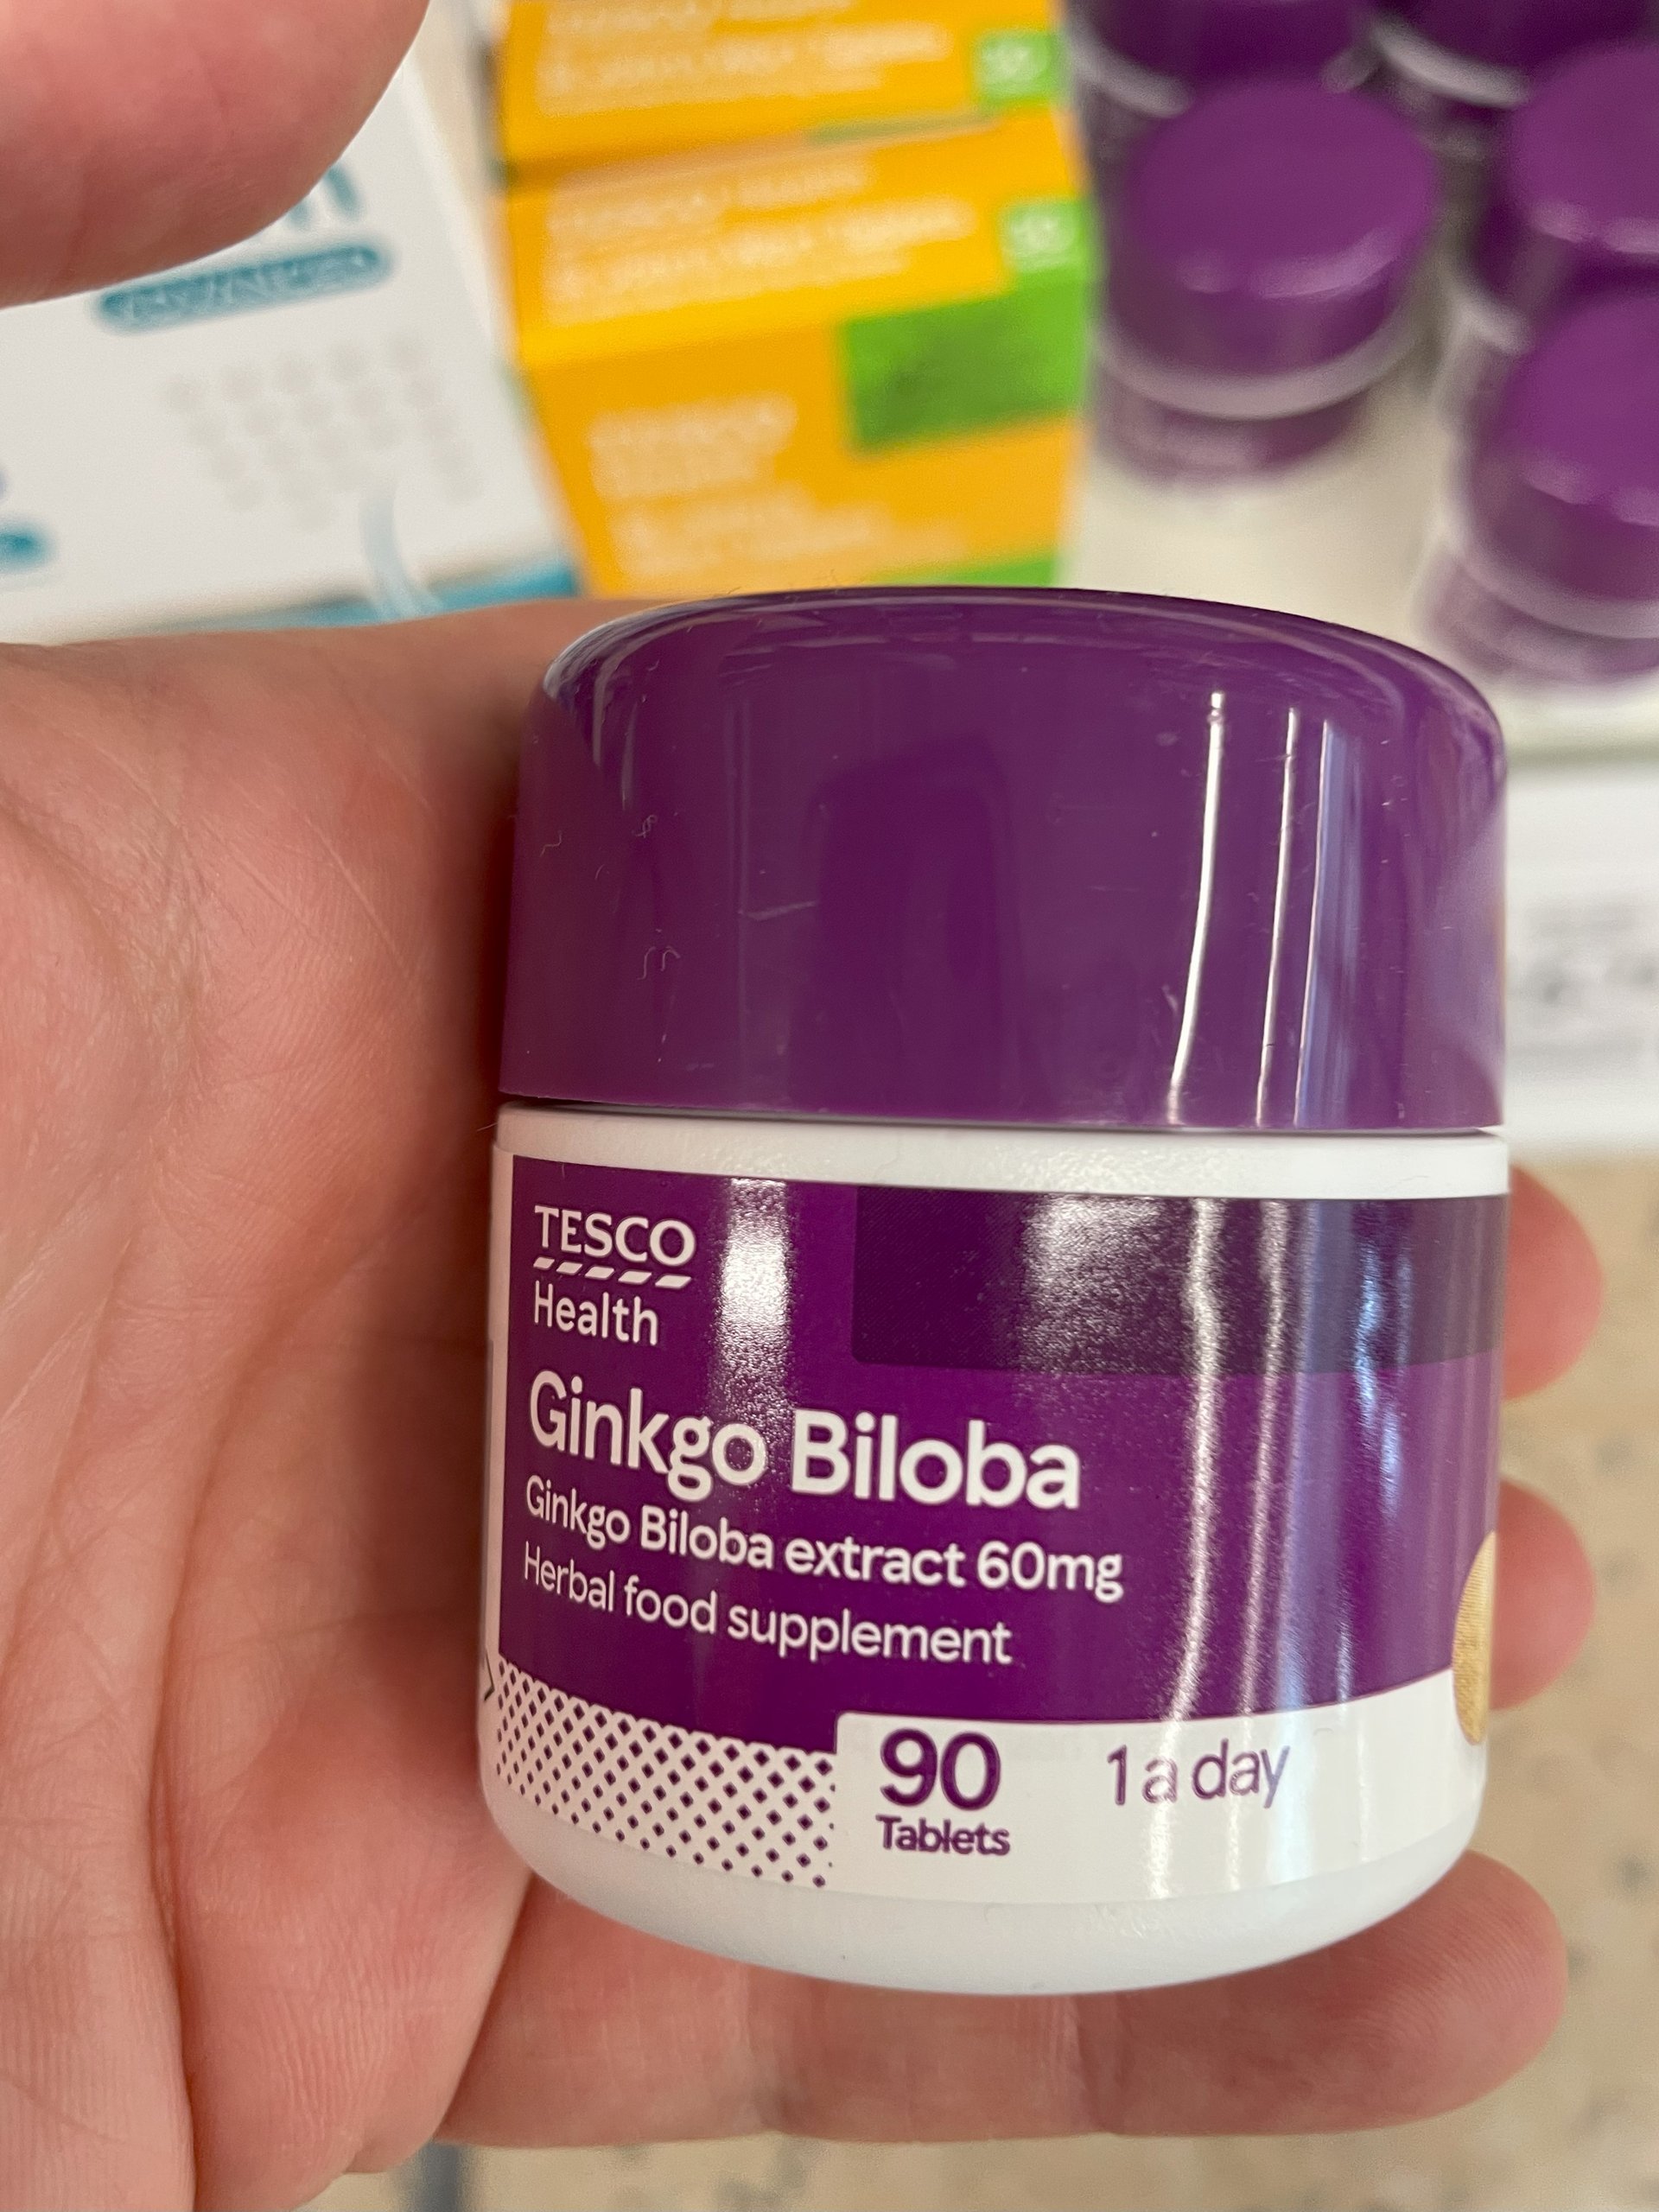 TESCO
Health
Ginkgo Biloba
Ginkgo Biloba extract 60mg
Herbal food supplement
90
Tablets
1 a day